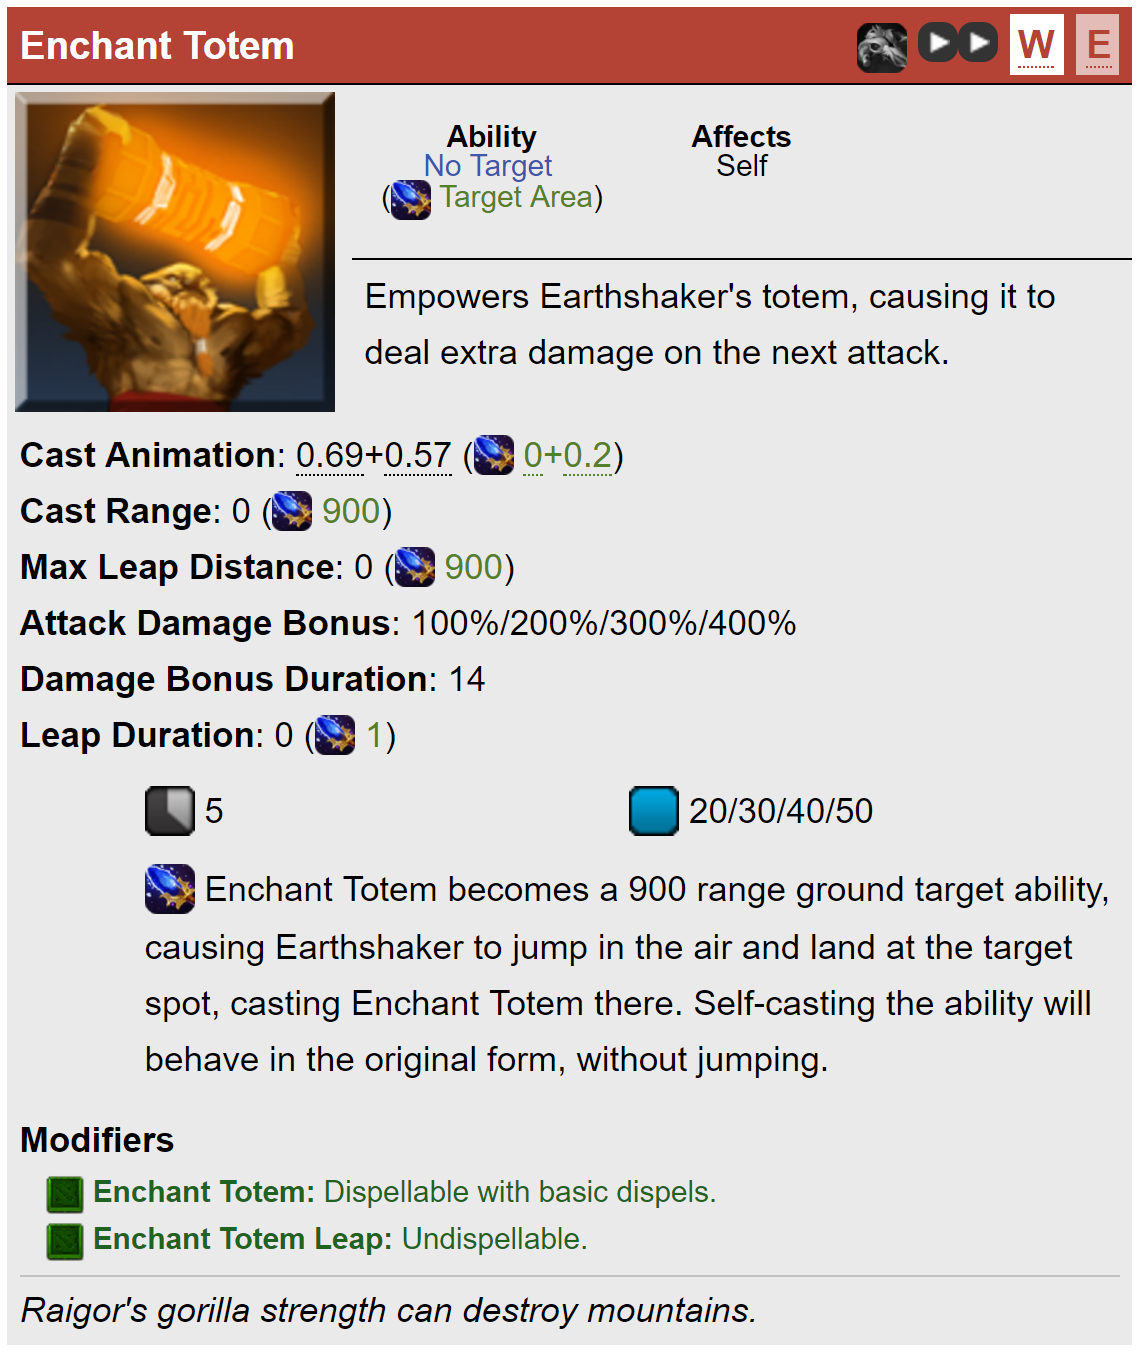 Enchant Totem W E
Ability Affects
No Target Self
( Target Area)
Empowers Earthshaker's totem, causing it to
deal extra damage on the next attack.
Cast Animation: 0.69+0.57 ( 0+0.2)
Cast Range: 0 ( 900)
Max Leap Distance: 0 ( 900)
Attack Damage Bonus: 100%/200%/300%/400%
Damage Bonus Duration: 14
Leap Duration: 0 ( 1)
5 20/30/40/50
Enchant Totem becomes a 900 range ground target ability,
causing Earthshaker to jump in the air and land at the target
spot, casting Enchant Totem there. Self-casting the ability will
behave in the original form, without jumping.
Modifiers
Enchant Totem: Dispellable with basic dispels.
Enchant Totem Leap: Undispellable.
Raigor's gorilla strength can destroy mountains.